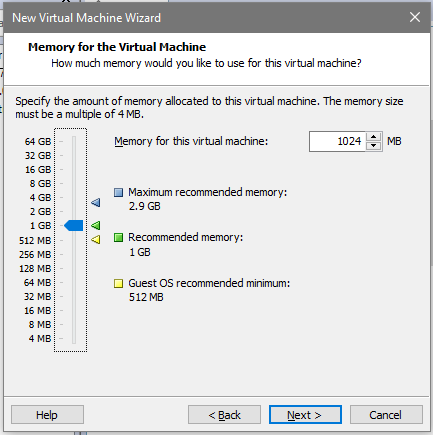 New Virtual Machine Wizard
Memory for the Virtual Machine
How much memory would you like to use for this virtual machine?
Specify the amount of memory allocated to this virtual machine. The memory size
must be a multiple of 4 MB.
Memory for this virtual machine: 1024 MB
64 GB
32 GB
16 GB
8 GB
4 GB
2 GB
1 GB
512 MB
256 MB
128 MB
64 MB
32 MB
16 MB
8 MB
4 MB
Maximum recommended memory:
2.9 GB
Recommended memory:
1 GB
Guest OS recommended minimum:
512 MB
Help < Back Next > Cancel